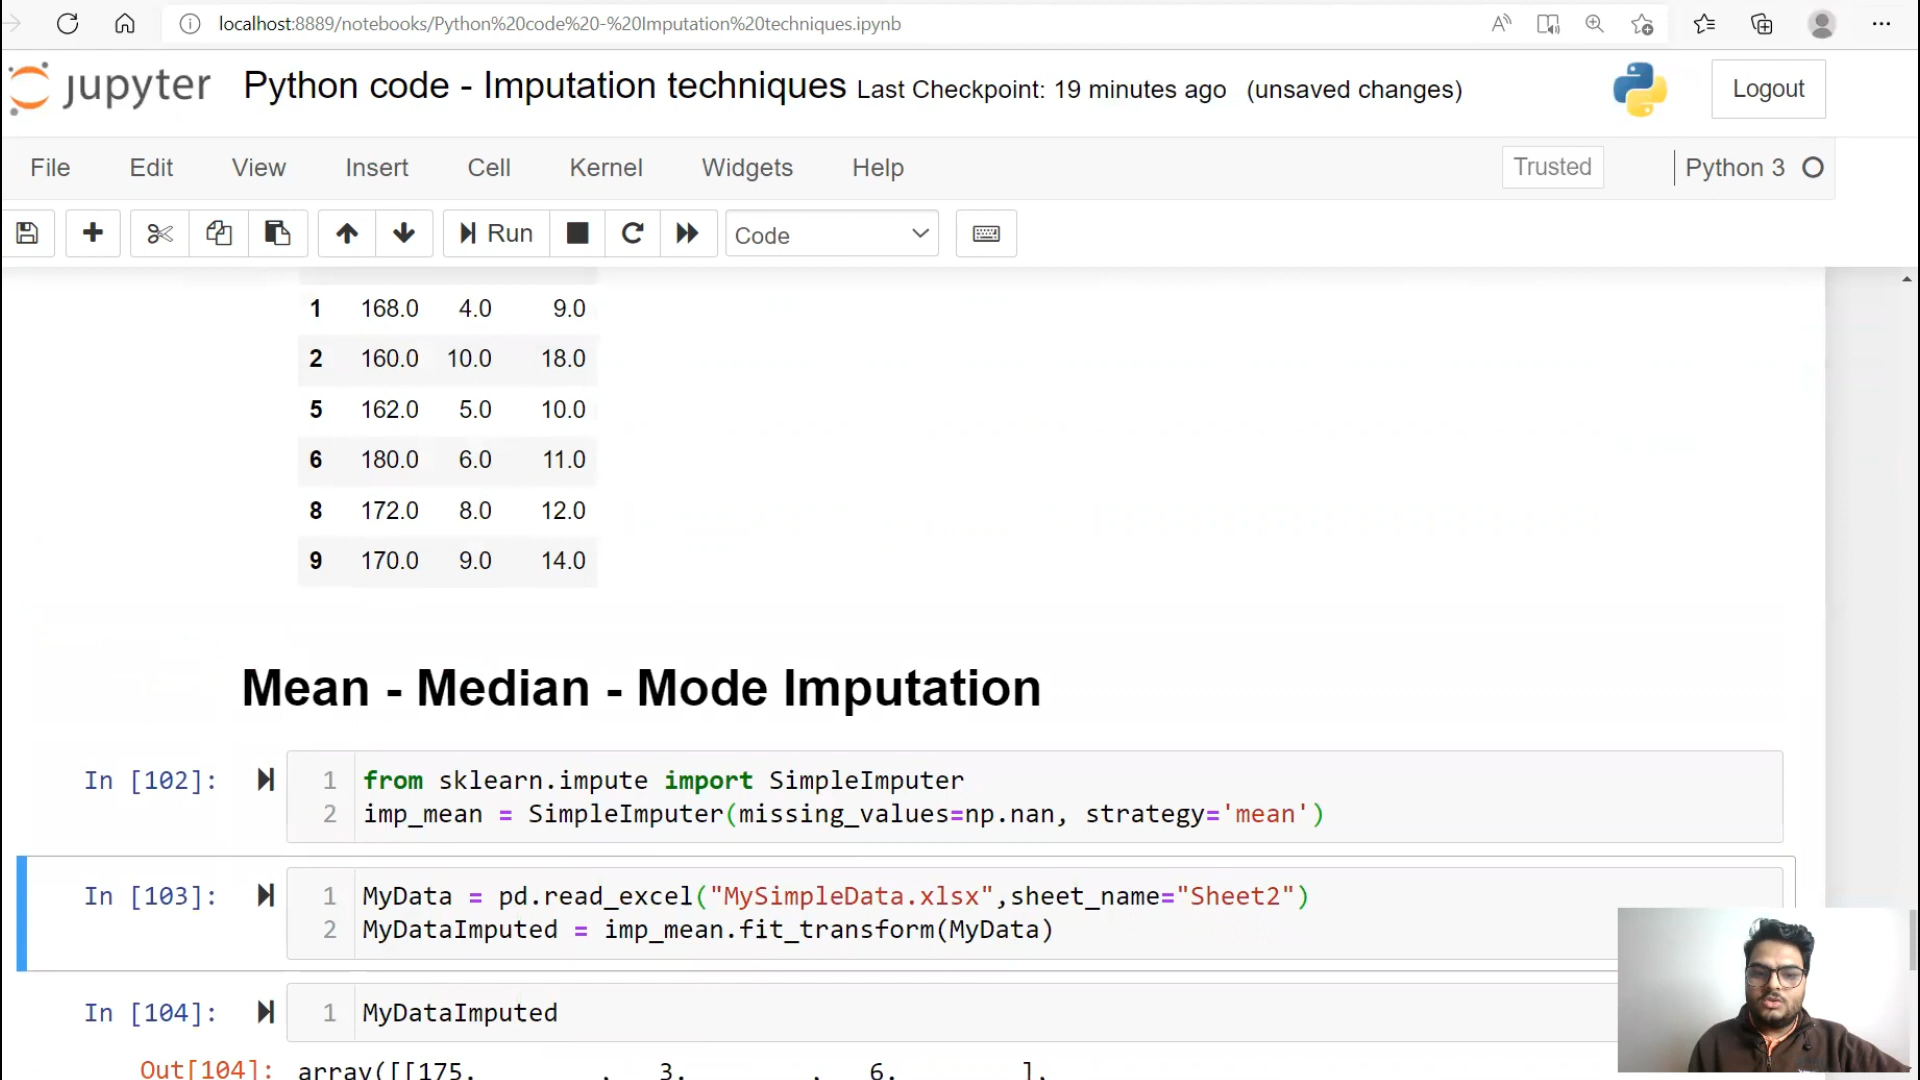 localhost:8889/notebooks/Python%20code%20-%20Imputation%20techniques.ipynb
jupyter Python code - Imputation techniques Last Checkpoint: 19 minutes ago (unsaved changes) Logout
File Edit View Insert Cell Kernel Widgets Help Trusted Python 3
Run Code
1 168.0 4.0 9.0
2 160.0 10.0 18.0
5 162.0 5.0 10.0
6 180.0 6.0 11.0
8 172.0 8.0 12.0
9 170.0 9.0 14.0
Mean - Median - Mode Imputation
In [102]: 1 from sklearn.impute import SimpleImputer
2 imp_mean = SimpleImputer(missing_values=np.nan, strategy='mean')
In [103]: 1 MyData = pd.read_excel("MySimpleData.xlsx",sheet_name="Sheet2")
2 MyDataImputed = imp_mean.fit_transform(MyData)
In [104]: 1 MyDataImputed
Out[104]: array([[175. , 3. , 6. ],